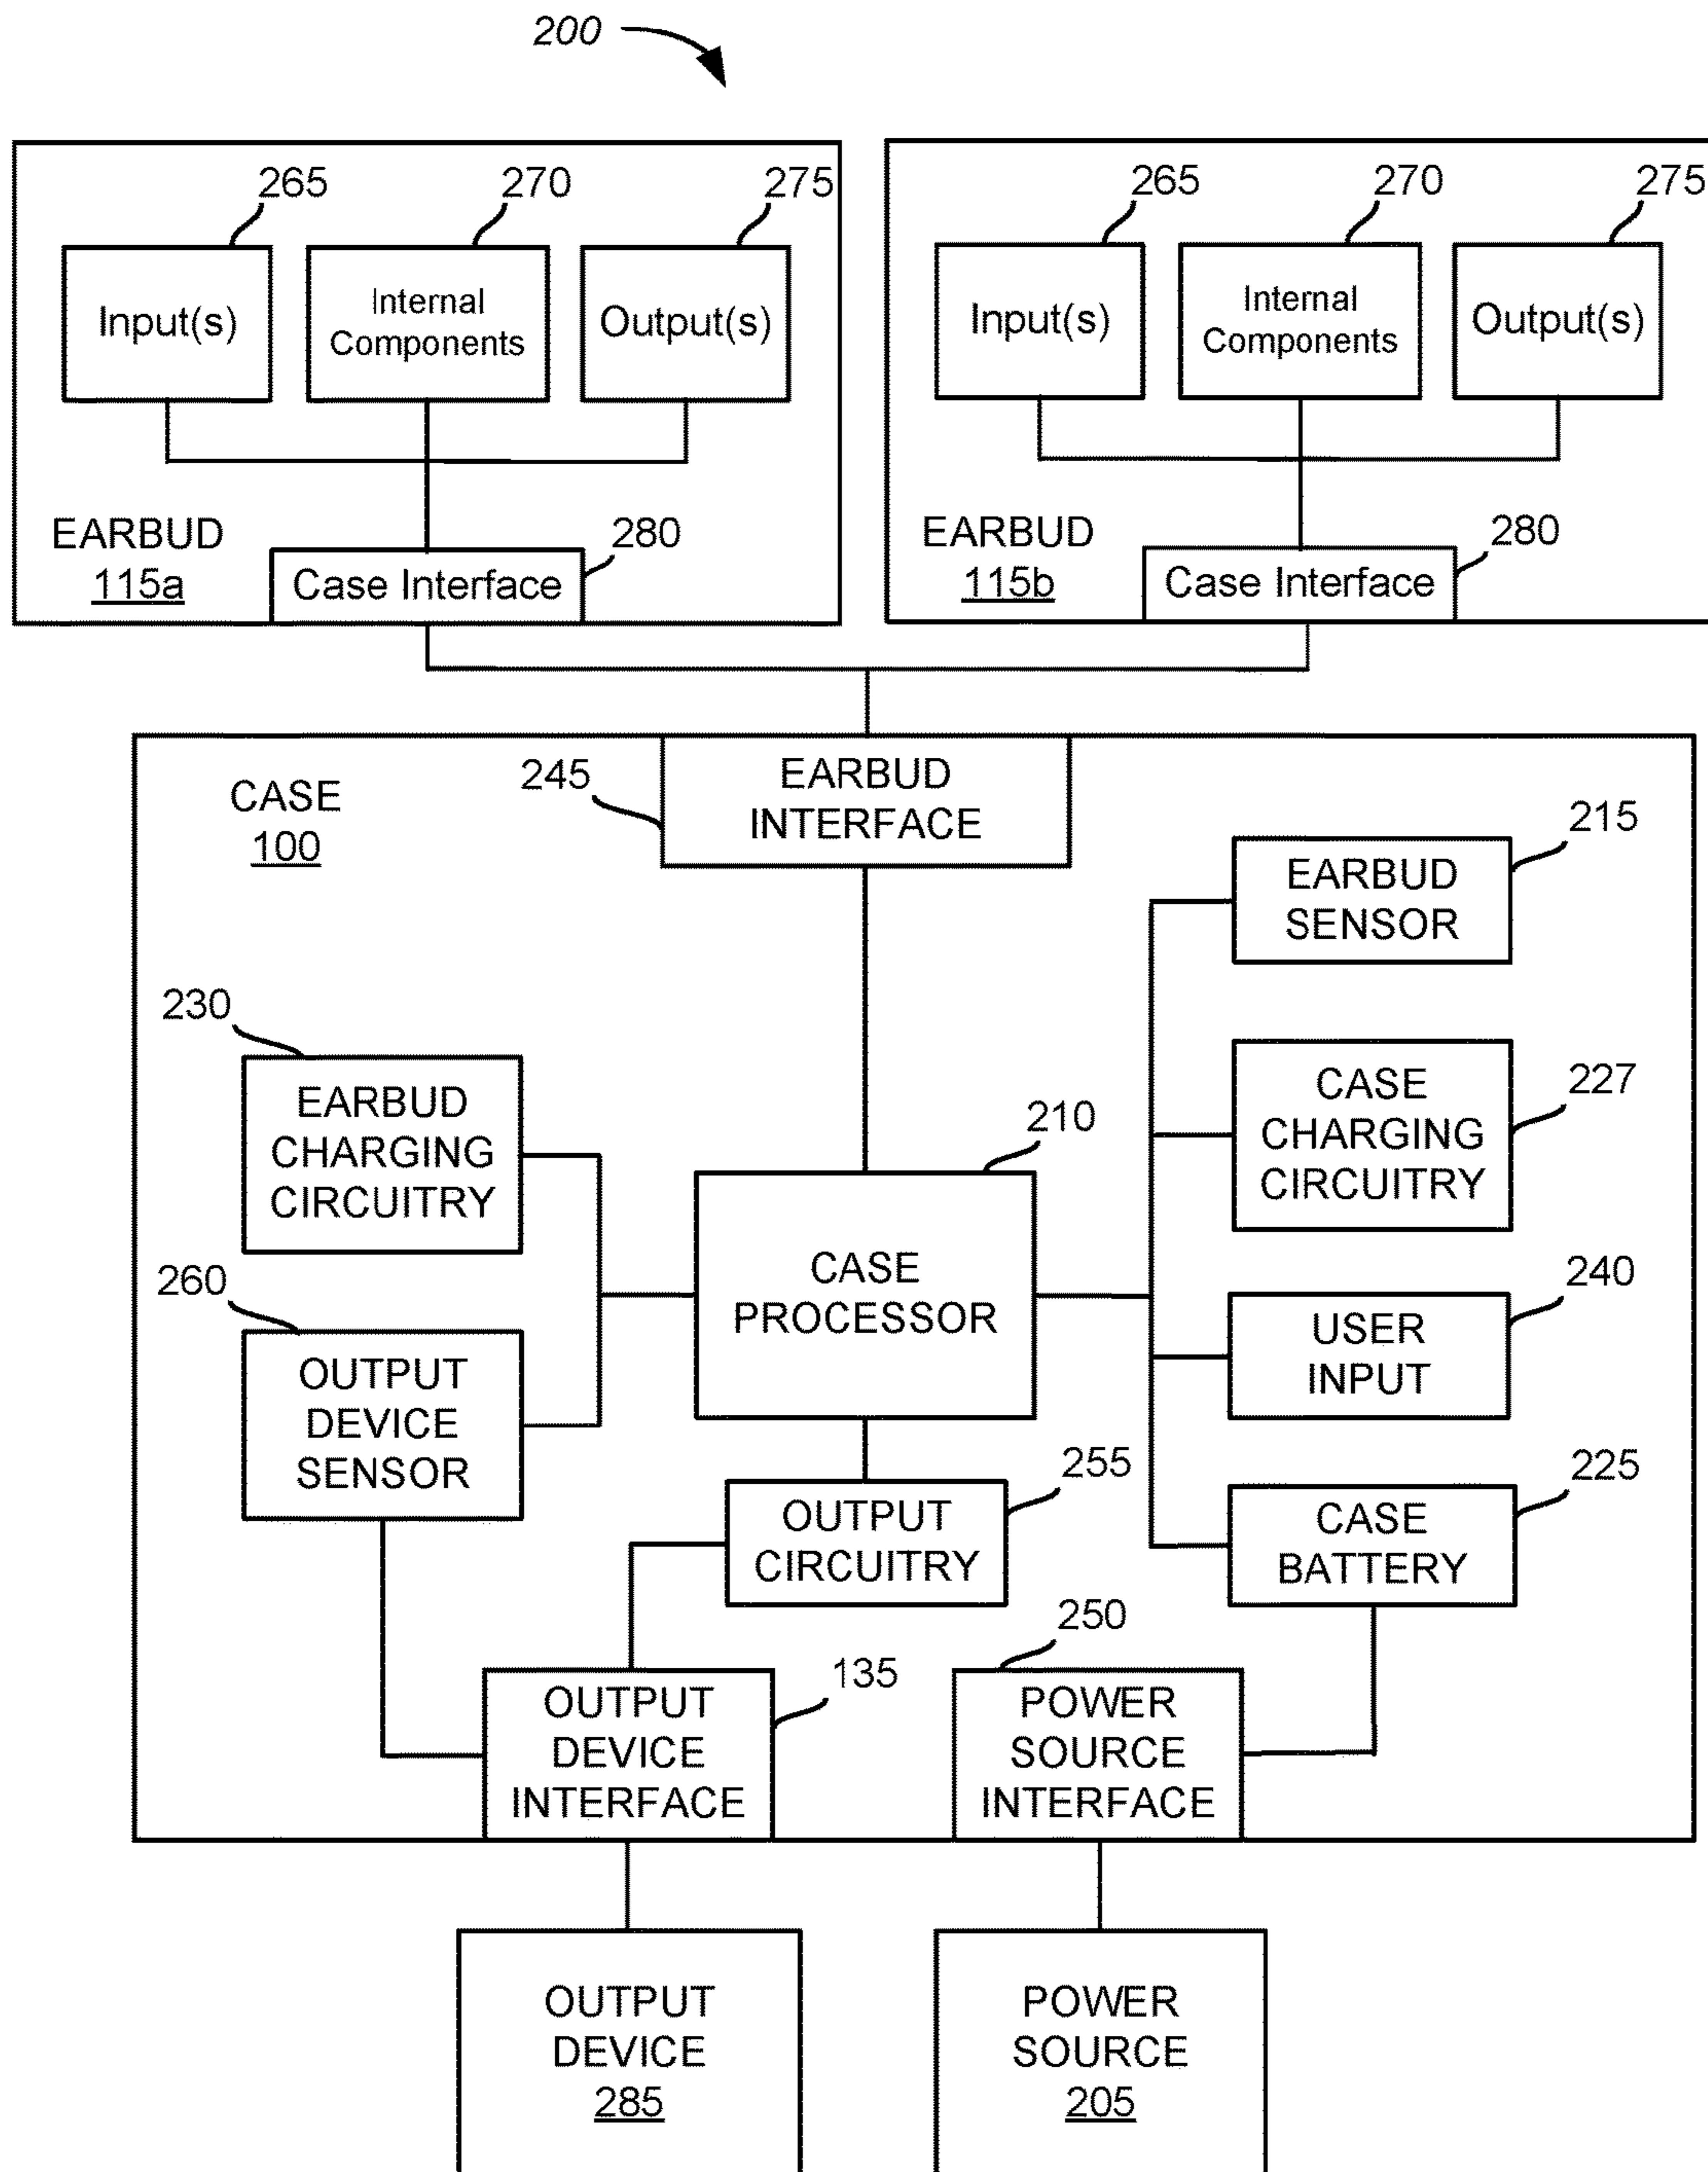 200
265
270
275
Input(s)
Internal
Components
Output(s)
EARBUD
115a
280
Case Interface
265
270
275
Input(s)
Internal
Components
Output(s)
EARBUD
115b
280
Case Interface
CASE
100
245
EARBUD
INTERFACE
215
EARBUD
SENSOR
230
EARBUD
CHARGING
CIRCUITRY
227
CASE
CHARGING
CIRCUITRY
210
CASE
PROCESSOR
260
OUTPUT
DEVICE
SENSOR
240
USER
INPUT
255
OUTPUT
CIRCUITRY
225
CASE
BATTERY
135
OUTPUT
DEVICE
INTERFACE
250
POWER
SOURCE
INTERFACE
OUTPUT
DEVICE
285
POWER
SOURCE
205